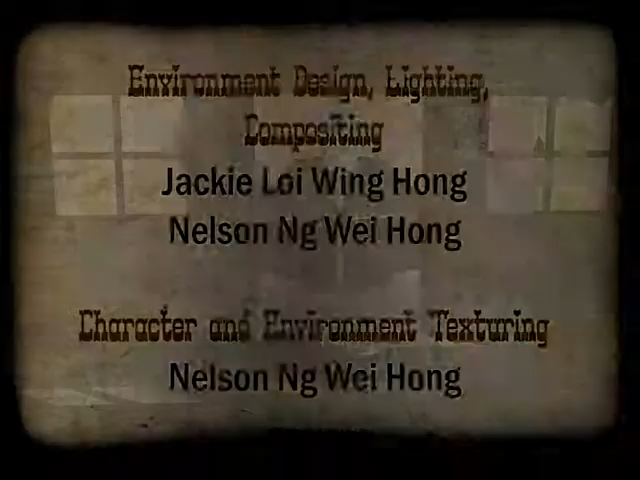 Environment Design, Lighting,
Compositing
Jackie Loi Wing Hong
Nelson Ng Wei Hong
Character and Environment Texturing
Nelson Ng Wei Hong